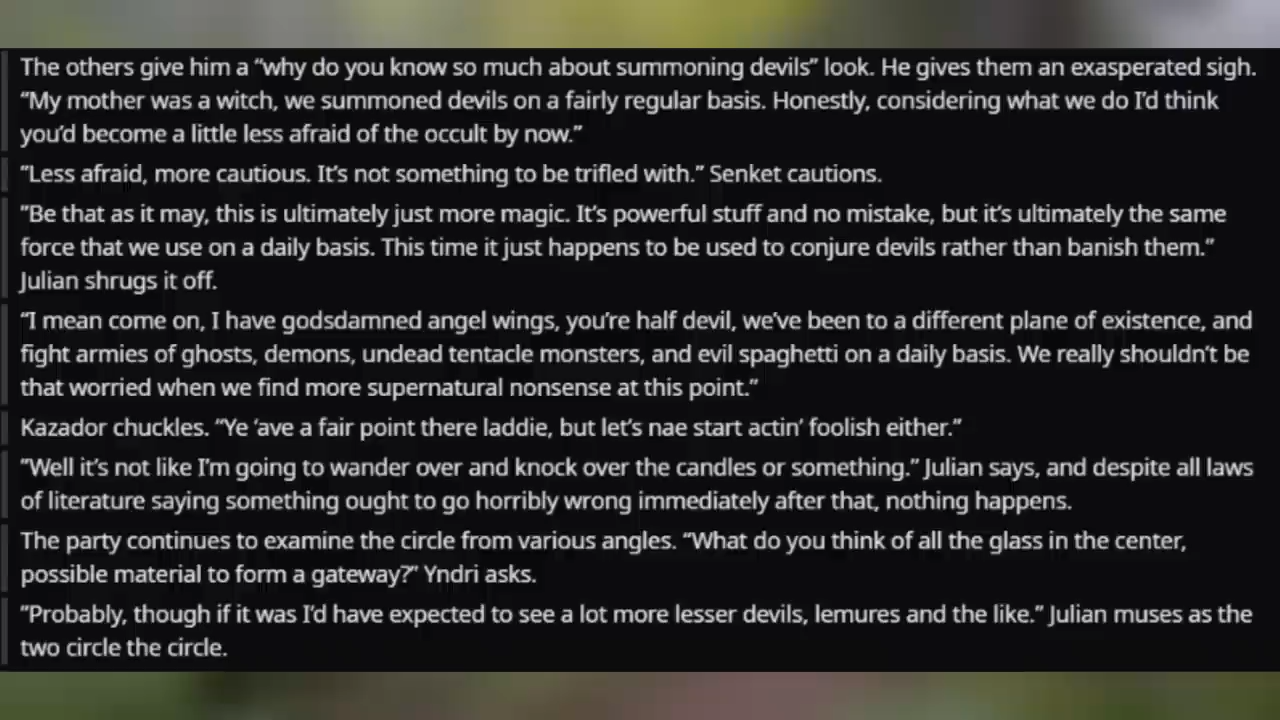 The others give him a “why do you know so much about summoning devils” look. He gives them an exasperated sigh.
“My mother was a witch, we summoned devils on a fairly regular basis. Honestly, considering what we do I’d think
you’d become a little less afraid of the occult by now.”
“Less afraid, more cautious. It’s not something to be trifled with.” Senket cautions.
“Be that as it may, this is ultimately just more magic. It’s powerful stuff and no mistake, but it’s ultimately the same
force that we use on a daily basis. This time it just happens to be used to conjure devils rather than banish them.”
Julian shrugs it off.
“I mean come on, I have godsdamned angel wings, you’re half devil, we’ve been to a different plane of existence, and
fight armies of ghosts, demons, undead tentacle monsters, and evil spaghetti on a daily basis. We really shouldn’t be
that worried when we find more supernatural nonsense at this point.”
Kazador chuckles. “Ye ‘ave a fair point there laddie, but let’s nae start actin’ foolish either.”
“Well it’s not like I’m going to wander over and knock over the candles or something.” Julian says, and despite all laws
of literature saying something ought to go horribly wrong immediately after that, nothing happens.
The party continues to examine the circle from various angles. “What do you think of all the glass in the center,
possible material to form a gateway?” Yndri asks.
“Probably, though if it was I’d have expected to see a lot more lesser devils, lemures and the like.” Julian muses as the
two circle the circle.